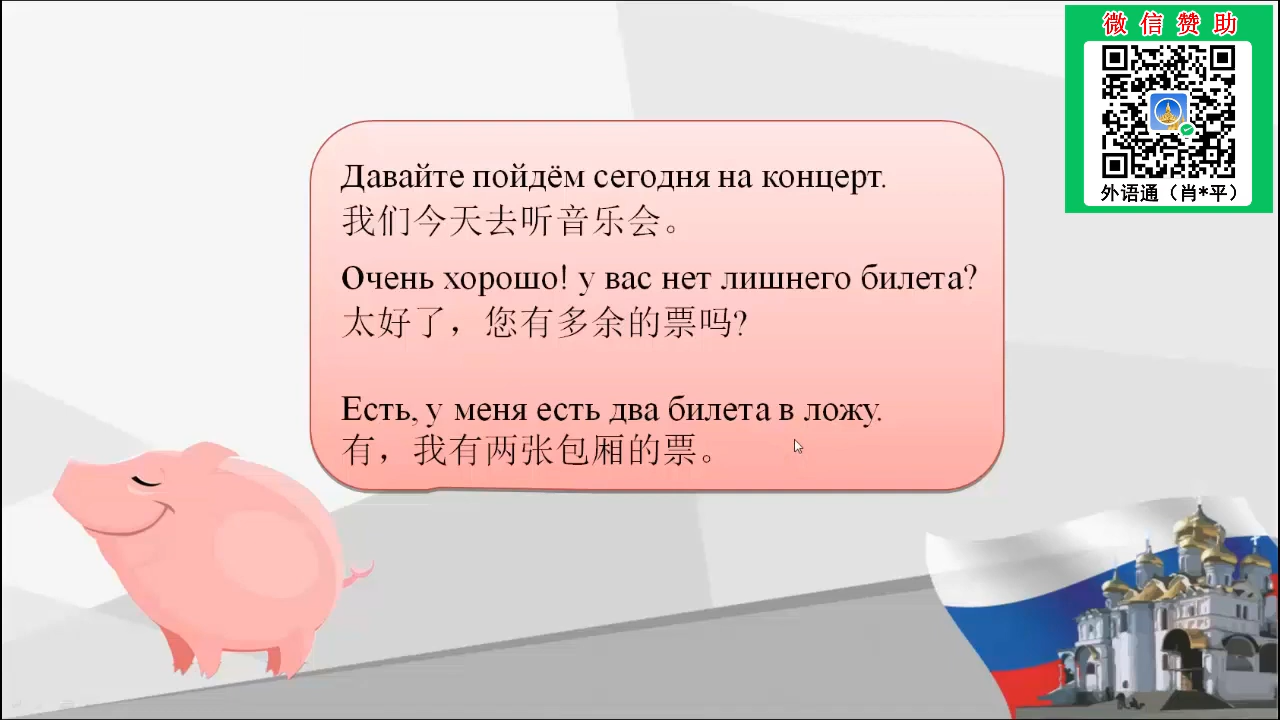 微信赞助
外语通（肖*平）
Давайте пойдём сегодня на концерт.
我们今天去听音乐会。
Очень хорошо! у вас нет лишнего билета?
太好了，您有多余的票吗?
Есть, у меня есть два билета в ложу.
有，我有两张包厢的票。